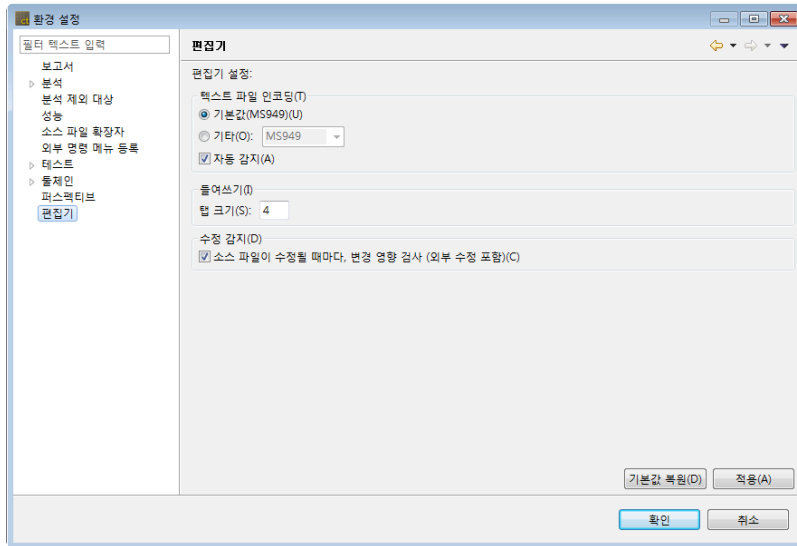 ct 환경 설정
필터 텍스트 입력
보고서
분석
분석 제외 대상
성능
소스 파일 확장자
외부 명령 메뉴 등록
테스트
툴체인
퍼스펙티브
편집기
편집기
편집기 설정:
텍스트 파일 인코딩(T)
기본값(MS949)(U)
기타(O): MS949
자동 감지(A)
들여쓰기(I)
탭 크기(S): 4
수정 감지(D)
소스 파일이 수정될 때마다, 변경 영향 검사 (외부 수정 포함)(C)
기본값 복원(D) 적용(A)
확인 취소